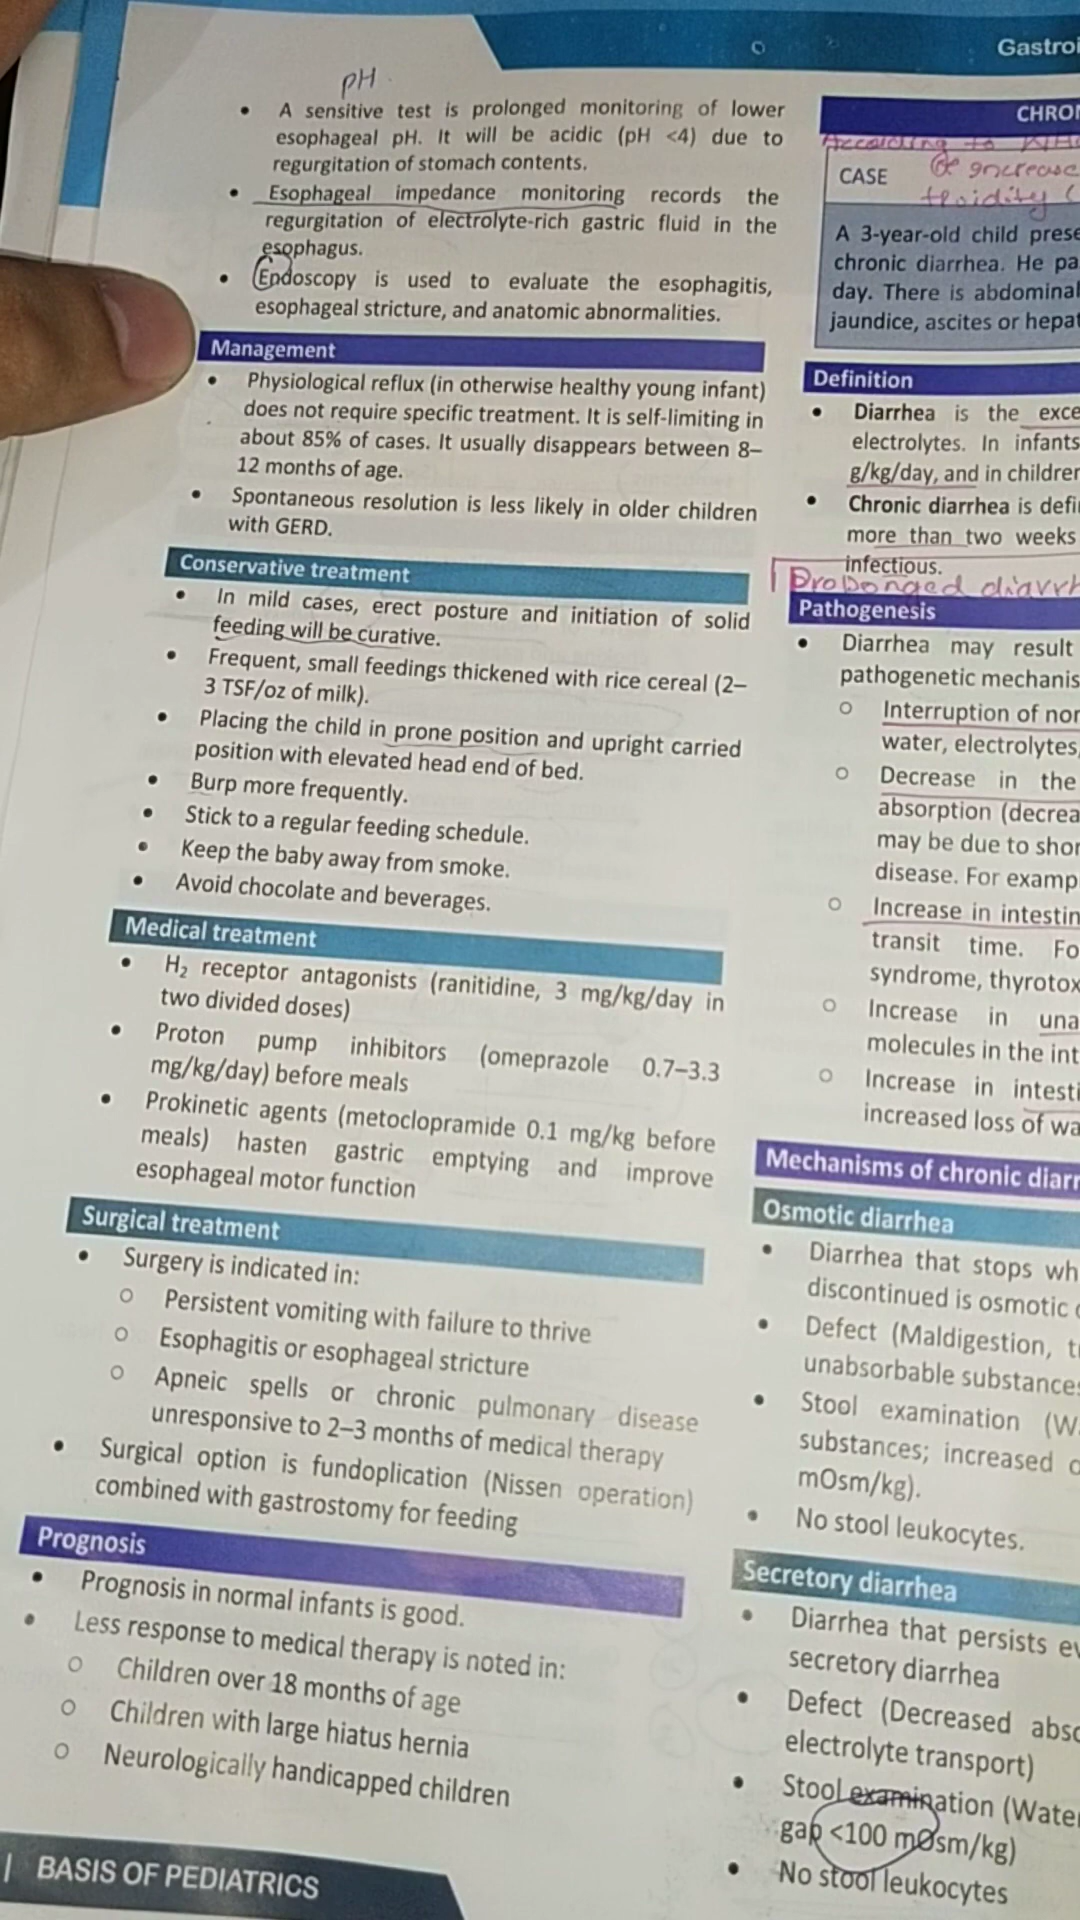 Gastroi
pH
• A sensitive test is prolonged monitoring of lower
esophageal pH. It will be acidic (pH <4) due to
regurgitation of stomach contents.
• Esophageal impedance monitoring records the
regurgitation of electrolyte-rich gastric fluid in the
esophagus.
• Endoscopy is used to evaluate the esophagitis,
esophageal stricture, and anatomic abnormalities.
Management
• Physiological reflux (in otherwise healthy young infant)
does not require specific treatment. It is self-limiting in
about 85% of cases. It usually disappears between 8–
12 months of age.
• Spontaneous resolution is less likely in older children
with GERD.
Conservative treatment
• In mild cases, erect posture and initiation of solid
feeding will be curative.
• Frequent, small feedings thickened with rice cereal (2–
3 TSF/oz of milk).
• Placing the child in prone position and upright carried
position with elevated head end of bed.
• Burp more frequently.
• Stick to a regular feeding schedule.
• Keep the baby away from smoke.
• Avoid chocolate and beverages.
Medical treatment
• H₂ receptor antagonists (ranitidine, 3 mg/kg/day in
two divided doses)
• Proton pump inhibitors (omeprazole 0.7–3.3
mg/kg/day) before meals
• Prokinetic agents (metoclopramide 0.1 mg/kg before
meals) hasten gastric emptying and improve
esophageal motor function
Surgical treatment
• Surgery is indicated in:
○ Persistent vomiting with failure to thrive
○ Esophagitis or esophageal stricture
○ Apneic spells or chronic pulmonary disease
unresponsive to 2–3 months of medical therapy
• Surgical option is fundoplication (Nissen operation)
combined with gastrostomy for feeding
Prognosis
• Prognosis in normal infants is good.
• Less response to medical therapy is noted in:
○ Children over 18 months of age
○ Children with large hiatus hernia
○ Neurologically handicapped children
| BASIS OF PEDIATRICS
CHRON
According to WHO
CASE
increase
fluidity (
A 3-year-old child prese
chronic diarrhea. He pa
day. There is abdominal
jaundice, ascites or hepat
Definition
• Diarrhea is the exce
electrolytes. In infants
g/kg/day, and in children
• Chronic diarrhea is defi
more than two weeks
infectious.
Prolonged diarrh
Pathogenesis
• Diarrhea may result
pathogenetic mechanis
○ Interruption of nor
water, electrolytes,
○ Decrease in the
absorption (decrea
may be due to shor
disease. For examp
○ Increase in intestin
transit time. Fo
syndrome, thyrotox
○ Increase in una
molecules in the int
○ Increase in intesti
increased loss of wa
Mechanisms of chronic diarr
Osmotic diarrhea
• Diarrhea that stops wh
discontinued is osmotic
• Defect (Maldigestion, t
unabsorbable substances
• Stool examination (W
substances; increased
mOsm/kg).
• No stool leukocytes.
Secretory diarrhea
• Diarrhea that persists ev
secretory diarrhea
• Defect (Decreased abso
electrolyte transport)
• Stool examination (Water
gap <100 mOsm/kg)
• No stool leukocytes